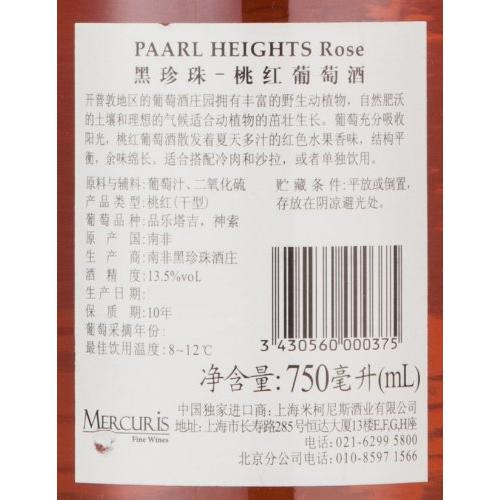 PAARL HEIGHTS Rose
黑珍珠-桃红葡萄酒
开普敦地区的葡萄酒庄园拥有丰富的野生动植物，自然肥沃
的土壤和理想的气候适合动植物的茁壮生长。葡萄充分吸收
阳光，桃红葡萄酒散发着夏天多汁的红色水果香味，结构平
衡，余味绵长。适合搭配冷肉和沙拉，或者单独饮用。
原料与辅料：葡萄汁、二氧化硫
产品类型：桃红(干型)
葡萄品种：品乐塔吉，神索
原产国：南非
生产商：南非黑珍珠酒庄
酒精度：13.5%voL
生产日期：
保质期：10年
葡萄采摘年份：
最佳饮用温度：8~12℃
贮藏条件：平放或倒置，
存放在阴凉避光处。
3 430560 000375
净含量：750毫升(mL)
MERCURIS
Fine Wines
中国独家进口商：上海米柯尼斯酒业有限公司
地址：上海市长寿路285号恒达大厦13楼E,F,G,H座
电话：021-6299 5800
北京分公司电话：010-8597 1566